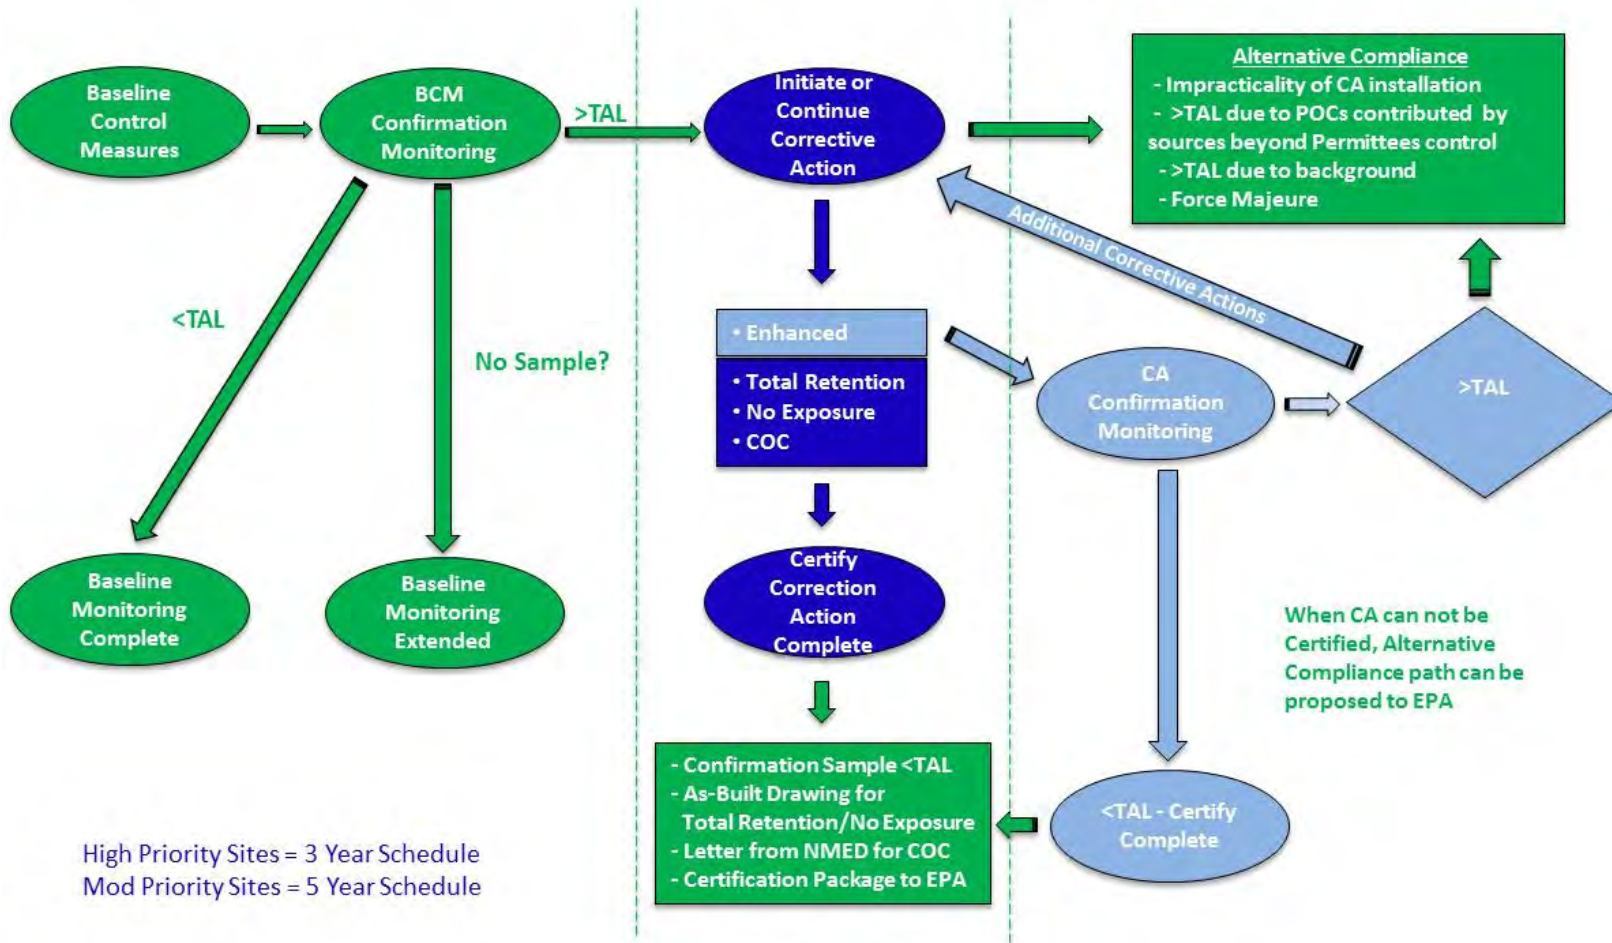 Baseline
Control
Measures
BCM
Confirmation
Monitoring
>TAL
Initiate or
Continue
Corrective
Action
Alternative Compliance
- Impracticality of CA installation
- >TAL due to POCs contributed by
sources beyond Permittees control
- >TAL due to background
- Force Majeure
<TAL
No Sample?
Additional Corrective Actions
• Enhanced
• Total Retention
• No Exposure
• COC
CA
Confirmation
Monitoring
>TAL
Baseline
Monitoring
Complete
Baseline
Monitoring
Extended
Certify
Correction
Action
Complete
When CA can not be
Certified, Alternative
Compliance path can be
proposed to EPA
- Confirmation Sample <TAL
- As-Built Drawing for
Total Retention/No Exposure
- Letter from NMED for COC
- Certification Package to EPA
<TAL - Certify
Complete
High Priority Sites = 3 Year Schedule
Mod Priority Sites = 5 Year Schedule